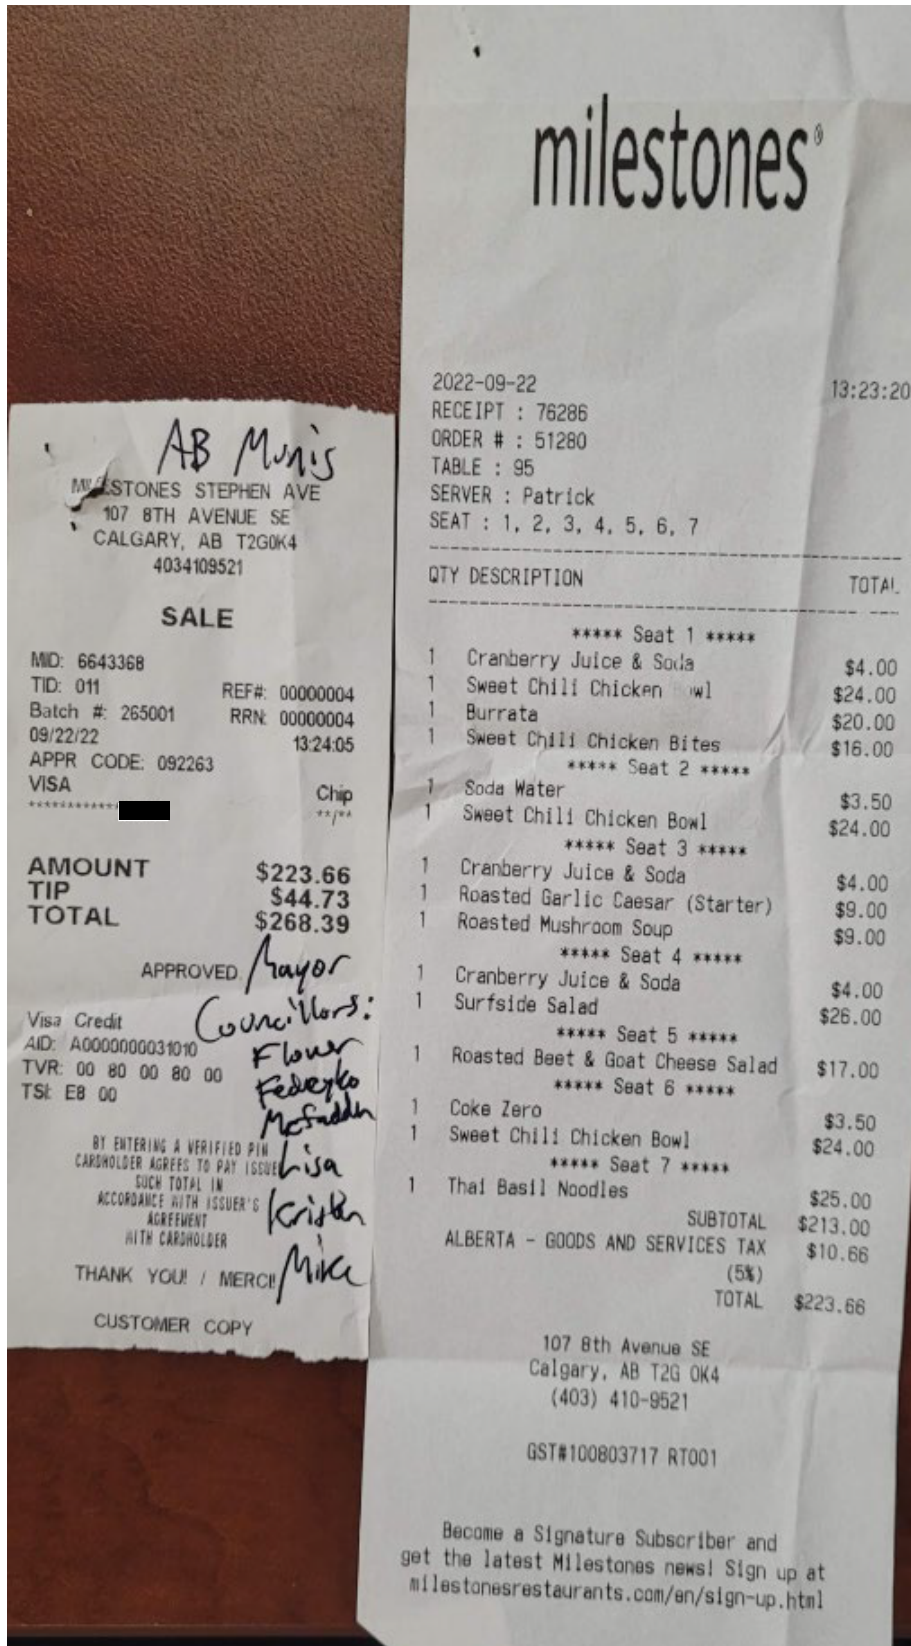 AB Munis
MILESTONES STEPHEN AVE
107 8TH AVENUE SE
CALGARY, AB T2G0K4
4034109521
SALE
MID: 6643368
TID: 011 REF#: 00000004
Batch #: 265001 RRN: 00000004
09/22/22 13:24:05
APPR CODE: 092263
VISA Chip
************ **/**
AMOUNT $223.66
TIP $44.73
TOTAL $268.39
APPROVED Mayor
Councillors:
Visa Credit
AID: A0000000031010 Flower
TVR: 00 80 00 80 00 Fedeyko
TSI: E8 00 McFadden
BY ENTERING A VERIFIED PIN
CARDHOLDER AGREES TO PAY ISSUER Lisa
SUCH TOTAL IN
ACCORDANCE WITH ISSUER'S
AGREEMENT Kristen
WITH CARDHOLDER
THANK YOU! / MERCI! Mike
CUSTOMER COPY
milestones®
2022-09-22 13:23:20
RECEIPT : 76286
ORDER # : 51280
TABLE : 95
SERVER : Patrick
SEAT : 1, 2, 3, 4, 5, 6, 7
QTY DESCRIPTION TOTAL
***** Seat 1 *****
1 Cranberry Juice & Soda $4.00
1 Sweet Chili Chicken owl $24.00
1 Burrata $20.00
1 Sweet Chili Chicken Bites $16.00
***** Seat 2 *****
1 Soda Water $3.50
1 Sweet Chili Chicken Bowl $24.00
***** Seat 3 *****
1 Cranberry Juice & Soda $4.00
1 Roasted Garlic Caesar (Starter) $9.00
1 Roasted Mushroom Soup $9.00
***** Seat 4 *****
1 Cranberry Juice & Soda $4.00
1 Surfside Salad $26.00
***** Seat 5 *****
1 Roasted Beet & Goat Cheese Salad $17.00
***** Seat 6 *****
1 Coke Zero $3.50
1 Sweet Chili Chicken Bowl $24.00
***** Seat 7 *****
1 Thai Basil Noodles $25.00
SUBTOTAL $213.00
ALBERTA - GOODS AND SERVICES TAX $10.66
(5%)
TOTAL $223.66
107 8th Avenue SE
Calgary, AB T2G 0K4
(403) 410-9521
GST#100803717 RT001
Become a Signature Subscriber and
get the latest Milestones news! Sign up at
milestonesrestaurants.com/en/sign-up.html